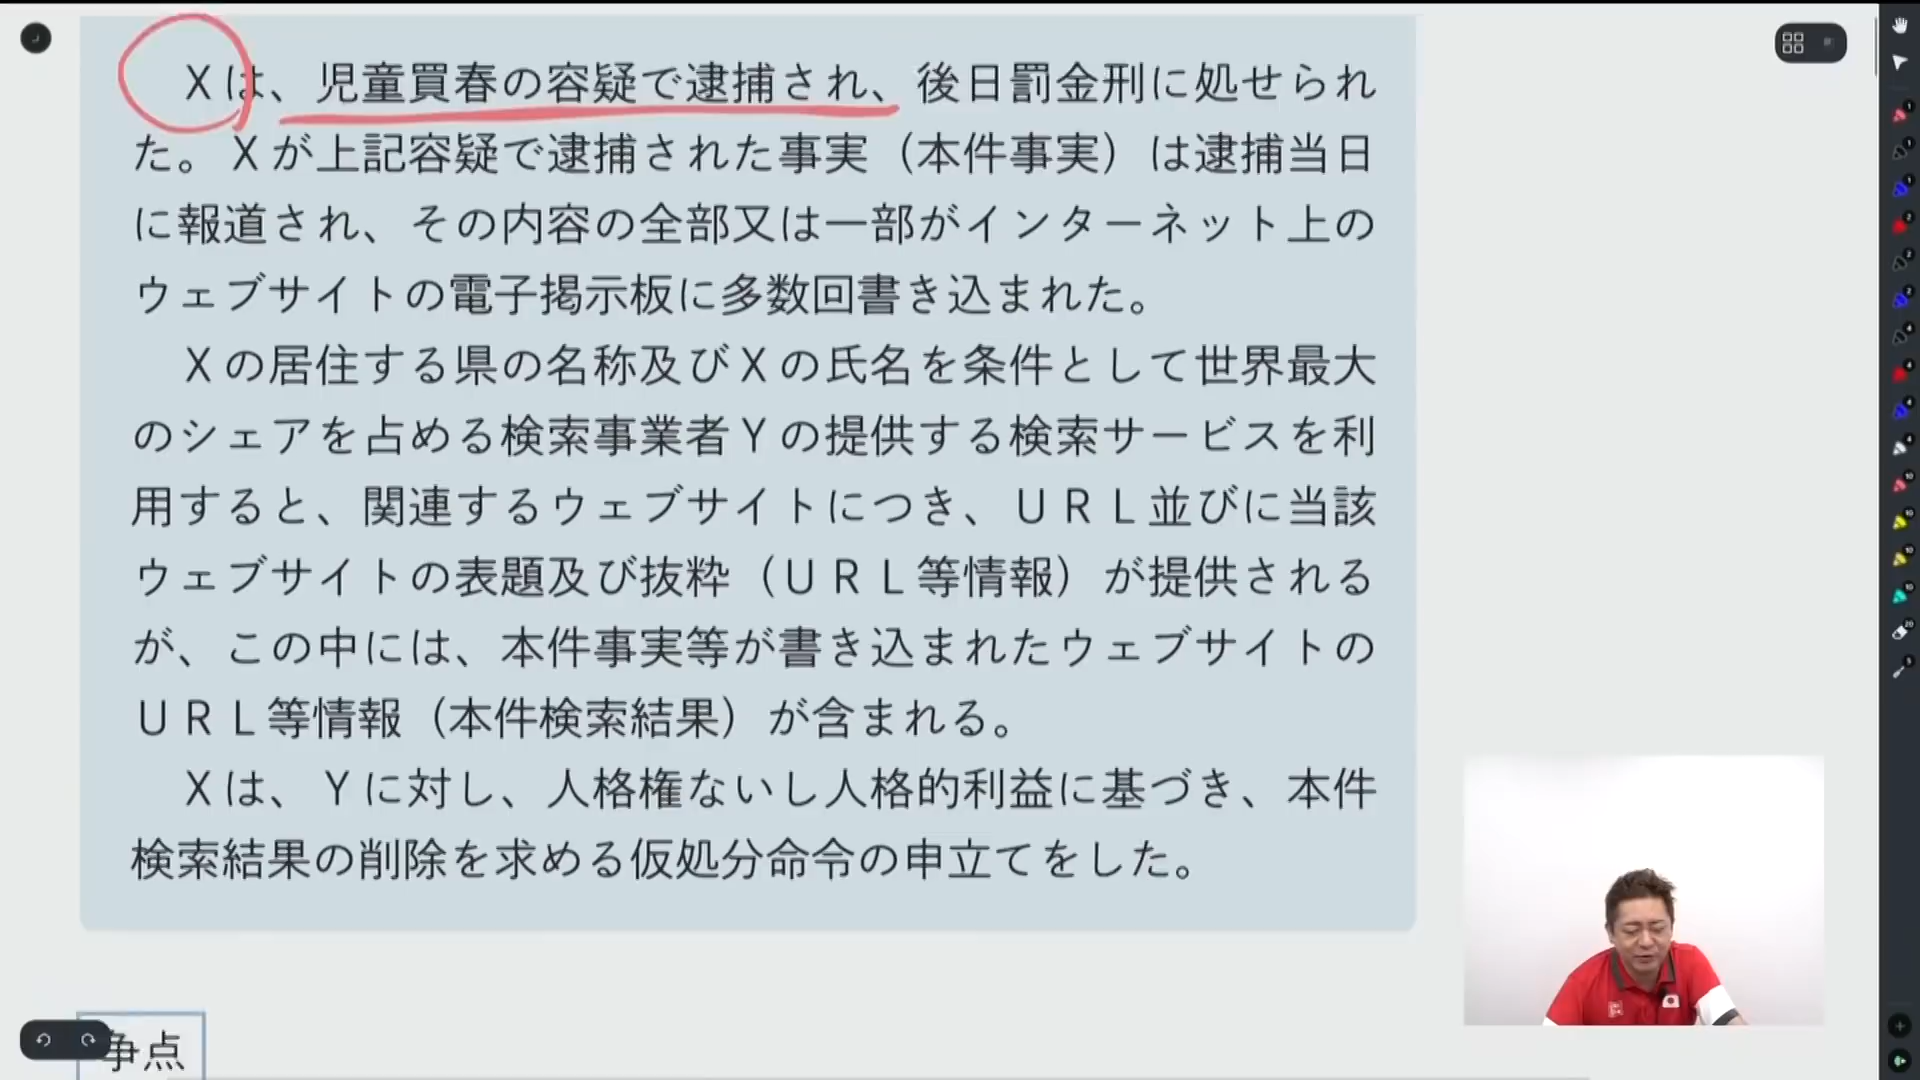 Xは、児童買春の容疑で逮捕され、後日罰金刑に処せられ
た。Xが上記容疑で逮捕された事実（本件事実）は逮捕当日
に報道され、その内容の全部又は一部がインターネット上の
ウェブサイトの電子掲示板に多数回書き込まれた。
Xの居住する県の名称及びXの氏名を条件として世界最大
のシェアを占める検索事業者Yの提供する検索サービスを利
用すると、関連するウェブサイトにつき、URL並びに当該
ウェブサイトの表題及び抜粋（URL等情報）が提供される
が、この中には、本件事実等が書き込まれたウェブサイトの
URL等情報（本件検索結果）が含まれる。
Xは、Yに対し、人格権ないし人格的利益に基づき、本件
検索結果の削除を求める仮処分命令の申立てをした。
争点